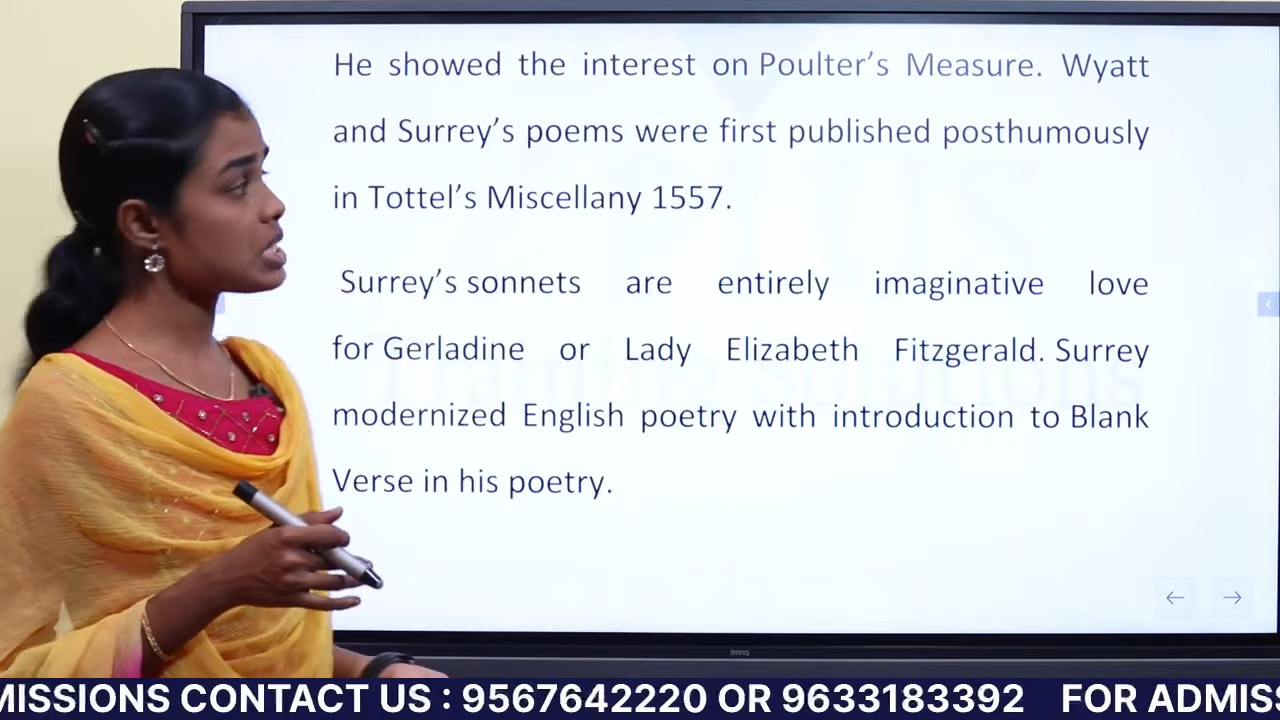 He showed the interest on Poulter's Measure. Wyatt
and Surrey's poems were first published posthumously
in Tottel's Miscellany 1557.
Surrey's sonnets are entirely imaginative love
for Gerladine or Lady Elizabeth Fitzgerald. Surrey
modernized English poetry with introduction to Blank
Verse in his poetry.
BenQ
MISSIONS CONTACT US : 9567642220 OR 9633183392 FOR ADMISS